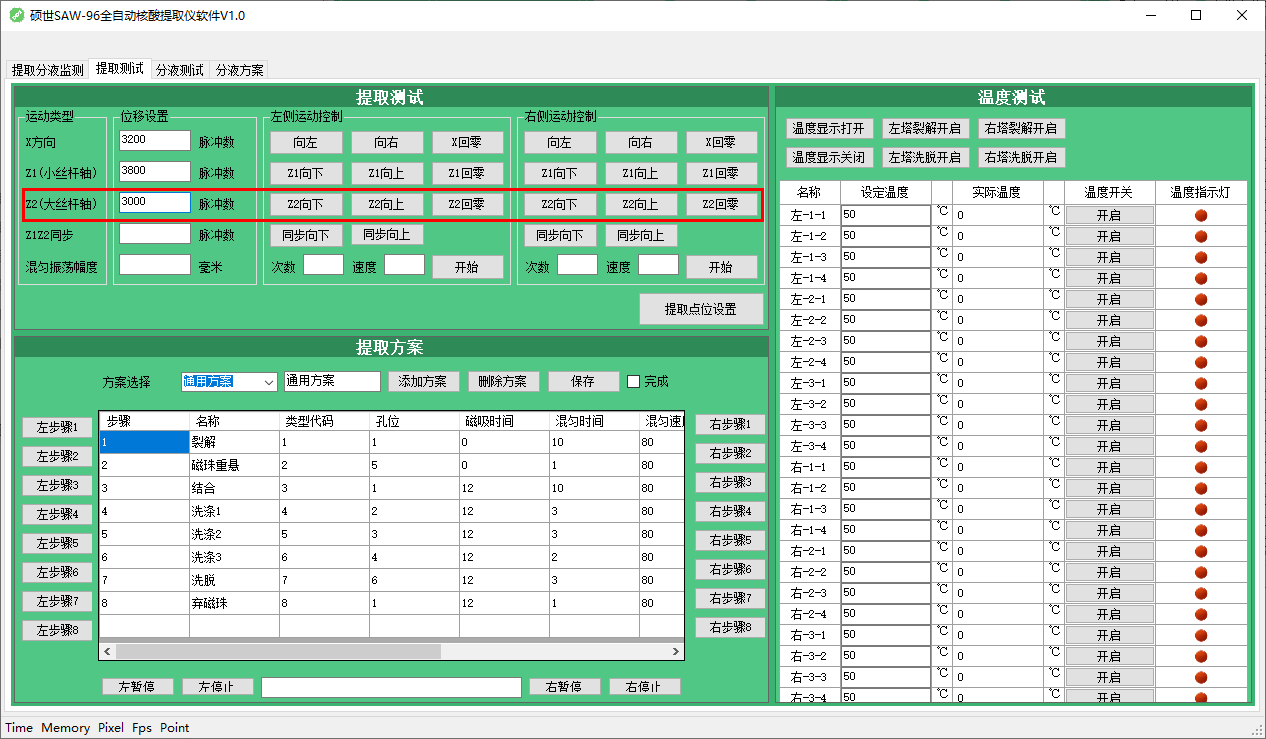 硕世SAW-96全自动核酸提取仪软件V1.0
提取分液监测 提取测试 分液测试 分液方案
提取测试
运动类型 位移设置 左侧运动控制 右侧运动控制
X方向 3200 脉冲数 向左 向右 X回零 向左 向右 X回零
Z1(小丝杆轴) 3800 脉冲数 Z1向下 Z1向上 Z1回零 Z1向下 Z1向上 Z1回零
Z2(大丝杆轴) 3000 脉冲数 Z2向下 Z2向上 Z2回零 Z2向下 Z2向上 Z2回零
Z1Z2同步 脉冲数 同步向下 同步向上 同步向下 同步向上
混匀振荡幅度 毫米 次数 速度 开始 次数 速度 开始
提取点位设置
提取方案
方案选择 通用方案 通用方案 添加方案 删除方案 保存 完成
左步骤1
左步骤2
左步骤3
左步骤4
左步骤5
左步骤6
左步骤7
左步骤8
步骤 名称 类型代码 孔位 磁吸时间 混匀时间 混匀速
1 裂解 1 1 0 10 80
2 磁珠重悬 2 5 0 1 80
3 结合 3 1 12 10 80
4 洗涤1 4 2 12 3 80
5 洗涤2 5 3 12 3 80
6 洗涤3 6 4 12 2 80
7 洗脱 7 6 12 3 80
8 弃磁珠 8 1 12 1 80
右步骤1
右步骤2
右步骤3
右步骤4
右步骤5
右步骤6
右步骤7
右步骤8
左暂停 左停止 右暂停 右停止
温度测试
温度显示打开 左塔裂解开启 右塔裂解开启
温度显示关闭 左塔洗脱开启 右塔洗脱开启
名称 设定温度 实际温度 温度开关 温度指示灯
左-1-1 50 ℃ 0 ℃ 开启
左-1-2 50 ℃ 0 ℃ 开启
左-1-3 50 ℃ 0 ℃ 开启
左-1-4 50 ℃ 0 ℃ 开启
左-2-1 50 ℃ 0 ℃ 开启
左-2-2 50 ℃ 0 ℃ 开启
左-2-3 50 ℃ 0 ℃ 开启
左-2-4 50 ℃ 0 ℃ 开启
左-3-1 50 ℃ 0 ℃ 开启
左-3-2 50 ℃ 0 ℃ 开启
左-3-3 50 ℃ 0 ℃ 开启
左-3-4 50 ℃ 0 ℃ 开启
右-1-1 50 ℃ 0 ℃ 开启
右-1-2 50 ℃ 0 ℃ 开启
右-1-3 50 ℃ 0 ℃ 开启
右-1-4 50 ℃ 0 ℃ 开启
右-2-1 50 ℃ 0 ℃ 开启
右-2-2 50 ℃ 0 ℃ 开启
右-2-3 50 ℃ 0 ℃ 开启
右-2-4 50 ℃ 0 ℃ 开启
右-3-1 50 ℃ 0 ℃ 开启
右-3-2 50 ℃ 0 ℃ 开启
右-3-3 50 ℃ 0 ℃ 开启
右-3-4 50 ℃ 0 ℃ 开启
Time Memory Pixel Fps Point